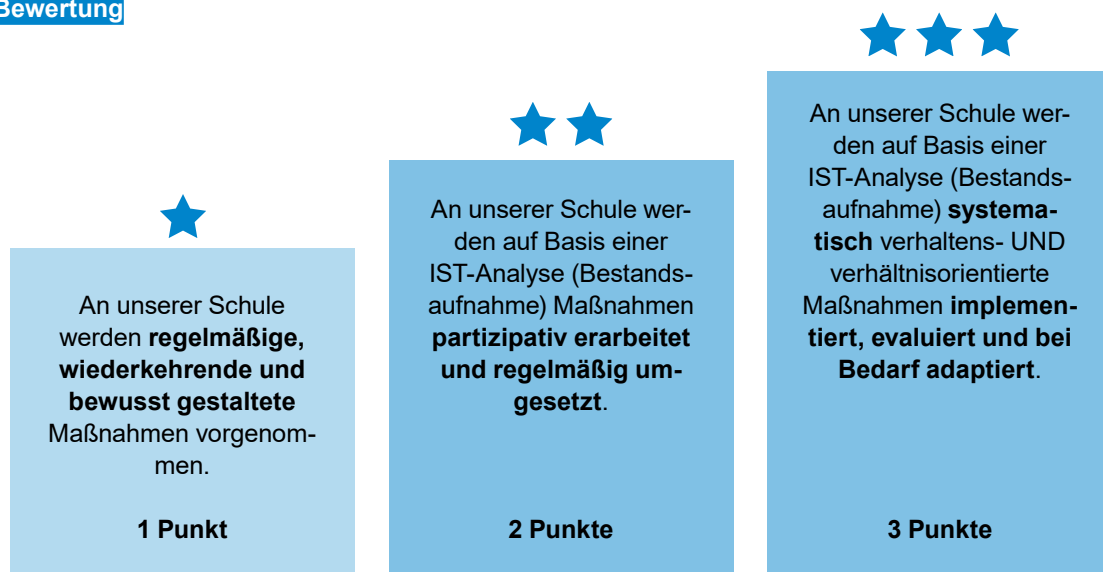 Bewertung
An unserer Schule
werden regelmäßige,
wiederkehrende und
bewusst gestaltete
Maßnahmen vorgenom-
men.
1 Punkt
An unserer Schule wer-
den auf Basis einer
IST-Analyse (Bestands-
aufnahme) Maßnahmen
partizipativ erarbeitet
und regelmäßig um-
gesetzt.
2 Punkte
An unserer Schule wer-
den auf Basis einer
IST-Analyse (Bestands-
aufnahme) systema-
tisch verhaltens- UND
verhältnisorientierte
Maßnahmen implemen-
tiert, evaluiert und bei
Bedarf adaptiert.
3 Punkte